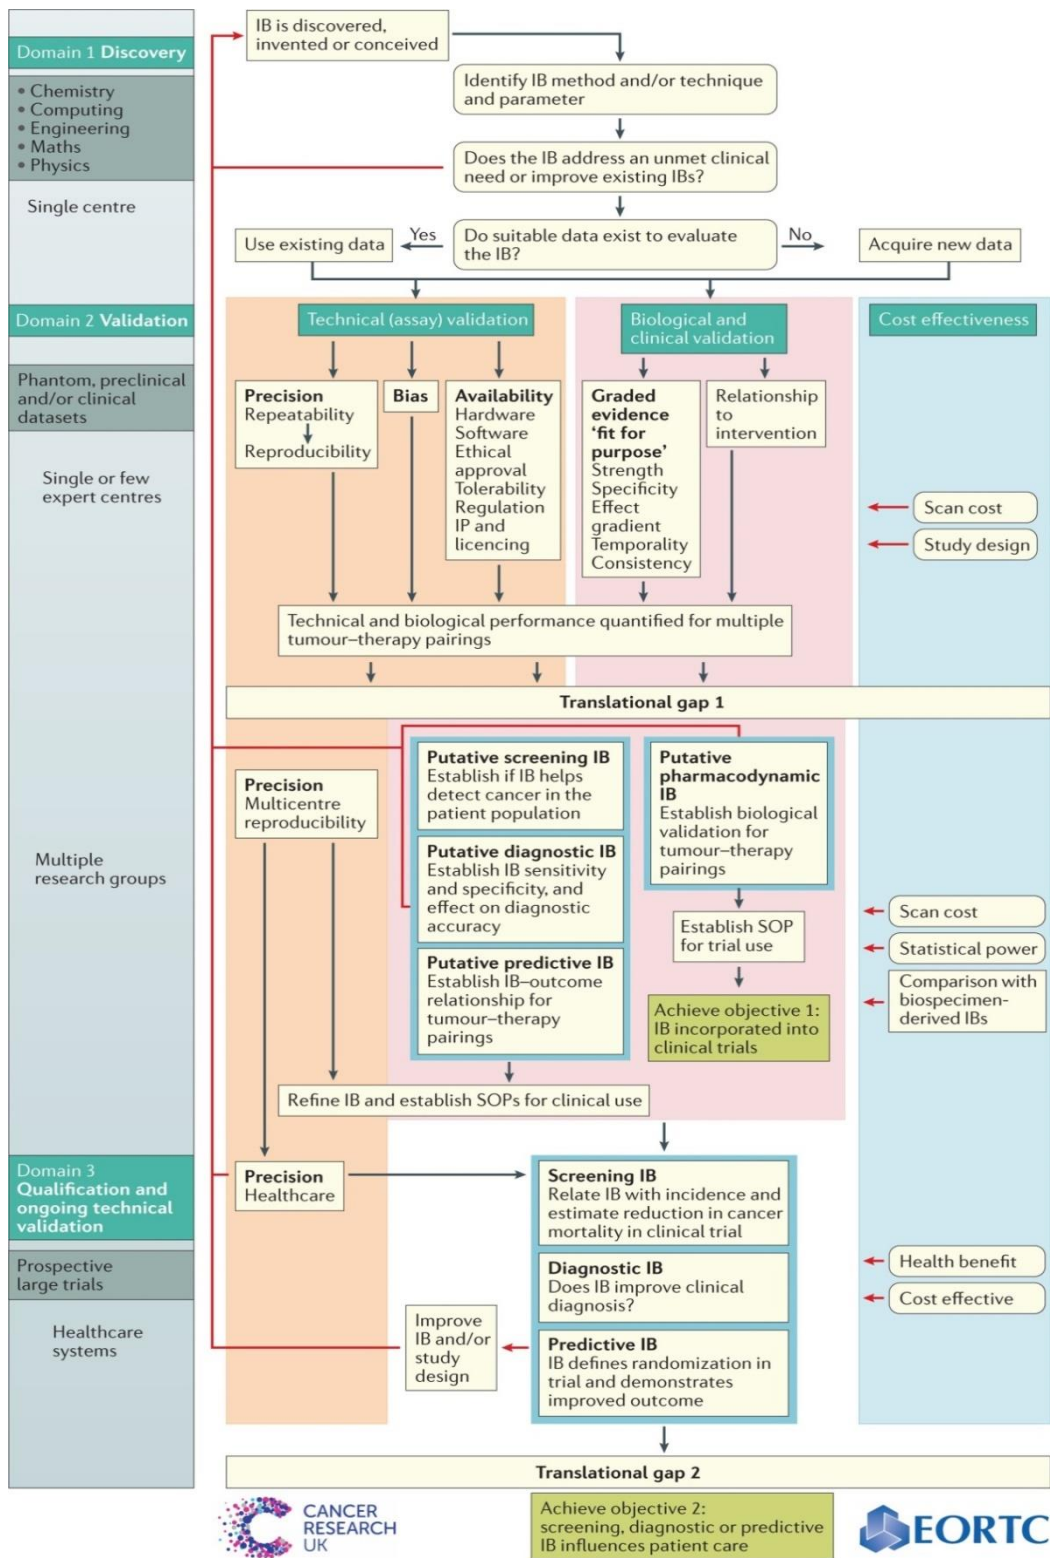 IB is discovered,
invented or conceived
Domain 1 Discovery
• Chemistry
• Computing
• Engineering
• Maths
• Physics
Single centre
Identify IB method and/or technique
and parameter
Does the IB address an unmet clinical
need or improve existing IBs?
Use existing data
Yes
Do suitable data exist to evaluate
the IB?
No
Acquire new data
Domain 2 Validation
Technical (assay) validation
Biological and
clinical validation
Cost effectiveness
Phantom, preclinical
and/or clinical
datasets
Single or few
expert centres
Precision
Repeatability
Reproducibility
Bias
Availability
Hardware
Software
Ethical
approval
Tolerability
Regulation
IP and
licencing
Graded
evidence
‘fit for
purpose’
Strength
Specificity
Effect
gradient
Temporality
Consistency
Relationship
to
intervention
Scan cost
Study design
Technical and biological performance quantified for multiple
tumour–therapy pairings
Translational gap 1
Multiple
research groups
Precision
Multicentre
reproducibility
Putative screening IB
Establish if IB helps
detect cancer in the
patient population
Putative diagnostic IB
Establish IB sensitivity
and specificity, and
effect on diagnostic
accuracy
Putative predictive IB
Establish IB–outcome
relationship for
tumour–therapy
pairings
Putative
pharmacodynamic
IB
Establish biological
validation for
tumour–therapy
pairings
Establish SOP
for trial use
Achieve objective 1:
IB incorporated into
clinical trials
Scan cost
Statistical power
Comparison with
biospecimen-
derived IBs
Refine IB and establish SOPs for clinical use
Domain 3
Qualification and
ongoing technical
validation
Prospective
large trials
Healthcare
systems
Precision
Healthcare
Screening IB
Relate IB with incidence and
estimate reduction in cancer
mortality in clinical trial
Diagnostic IB
Does IB improve clinical
diagnosis?
Predictive IB
IB defines randomization in
trial and demonstrates
improved outcome
Improve
IB and/or
study
design
Health benefit
Cost effective
Translational gap 2
CANCER
RESEARCH
UK
Achieve objective 2:
screening, diagnostic or predictive
IB influences patient care
EORTC